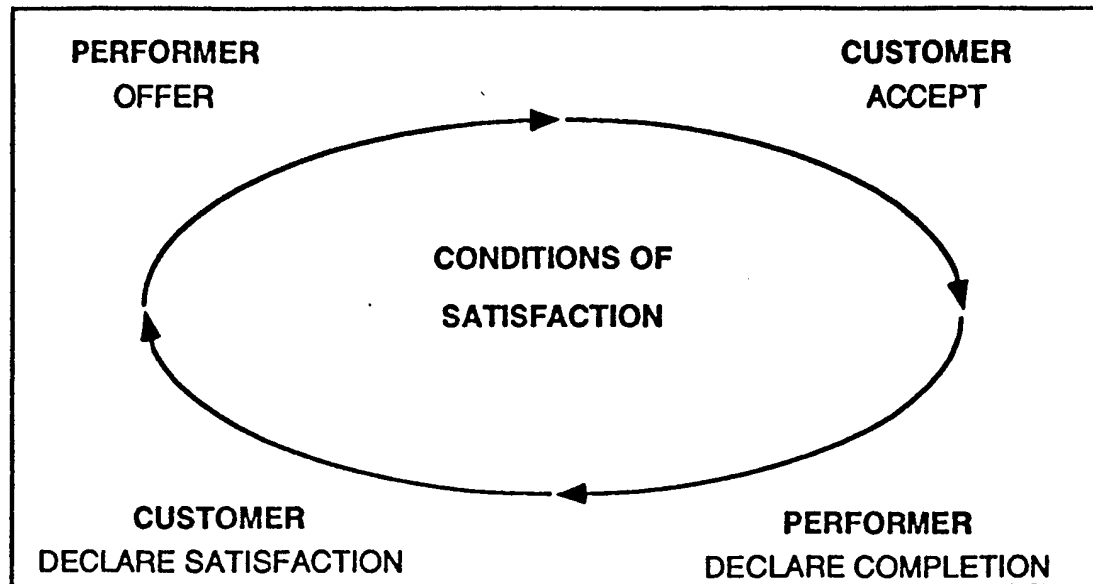 PERFORMER
OFFER
CUSTOMER
ACCEPT
CONDITIONS OF
SATISFACTION
CUSTOMER
DECLARE SATISFACTION
PERFORMER
DECLARE COMPLETION